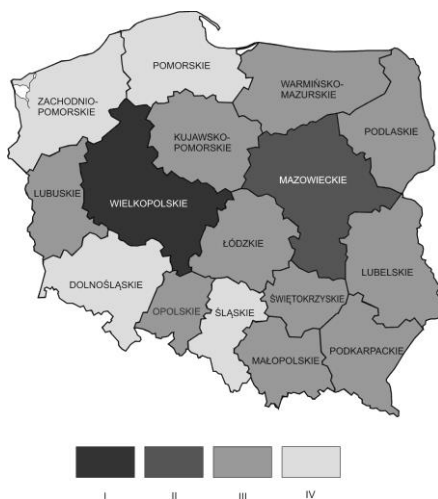 POMORSKIE
ZACHODNIO-
POMORSKIE
WARMIŃSKO-
MAZURSKIE
PODLASKIE
KUJAWSKO-
POMORSKIE
MAZOWIECKIE
LUBUSKIE
WIELKOPOLSKIE
ŁÓDZKIE
LUBELSKIE
DOLNOŚLĄSKIE
OPOLSKIE
ŚLĄSKIE
ŚWIĘTOKRZYSKIE
MAŁOPOLSKIE
PODKARPACKIE
I II III IV